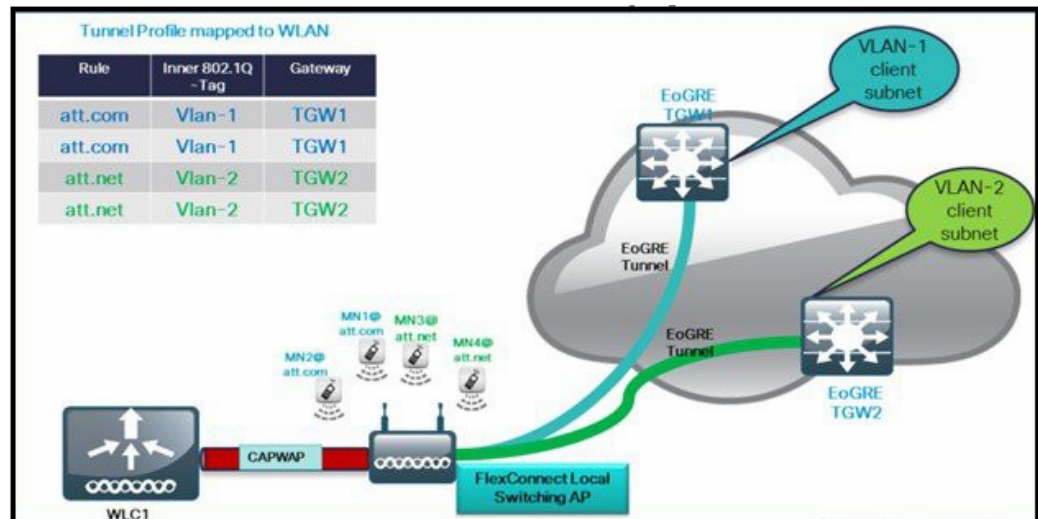 Tunnel Profile mapped to WLAN
Rule Inner 802.1Q -Tag Gateway
att.com Vlan-1 TGW1
att.com Vlan-1 TGW1
att.net Vlan-2 TGW2
att.net Vlan-2 TGW2
VLAN-1
client
subnet
EoGRE
TGW1
VLAN-2
client
subnet
EoGRE
Tunnel
EoGRE
Tunnel
EoGRE
TGW2
MN1@
att.com
MN3@
att.net
MN2@
att.com
MN4@
att.net
CAPWAP
FlexConnect Local
Switching AP
WLC1